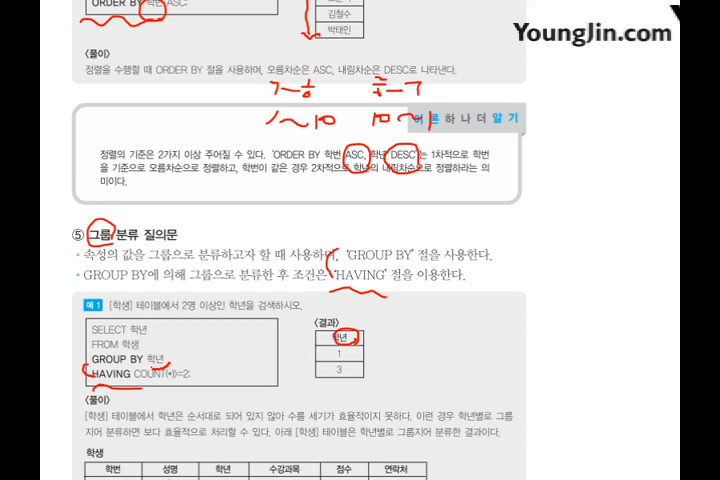 ORDER BY 학번 ASC:
김철수
박태인
YoungJin.com
<풀이>
정렬을 수행할 때 ORDER BY 절을 사용하며, 오름차순은 ASC, 내림차순은 DESC로 나타낸다.
1~10
10~1
이론하나더알기
정렬의 기준은 2가지 이상 주어질 수 있다. 'ORDER BY 학번 ASC, 학년 DESC'는 1차적으로 학번
을 기준으로 오름차순으로 정렬하고, 학번이 같은 경우 2차적으로 학년의 내림차순으로 정렬하라는 의
미이다.
⑤ 그룹 분류 질의문
• 속성의 값을 그룹으로 분류하고자 할 때 사용하며, 'GROUP BY' 절을 사용한다.
• GROUP BY에 의해 그룹으로 분류한 후 조건은 'HAVING' 절을 이용한다.
예 1 [학생] 테이블에서 2명 이상인 학년을 검색하시오.
SELECT 학년
FROM 학생
GROUP BY 학년
HAVING COUNT(*)>=2;
<결과>
학년
1
3
<풀이>
[학생] 테이블에서 학년은 순서대로 되어 있지 않아 수를 세기가 효율적이지 못하다. 이런 경우 학년별로 그룹
지어 분류하면 보다 효율적으로 처리할 수 있다. 아래 [학생] 테이블은 학년별로 그룹지어 분류한 결과이다.
학생
학번 성명 학년 수강과목 점수 연락처